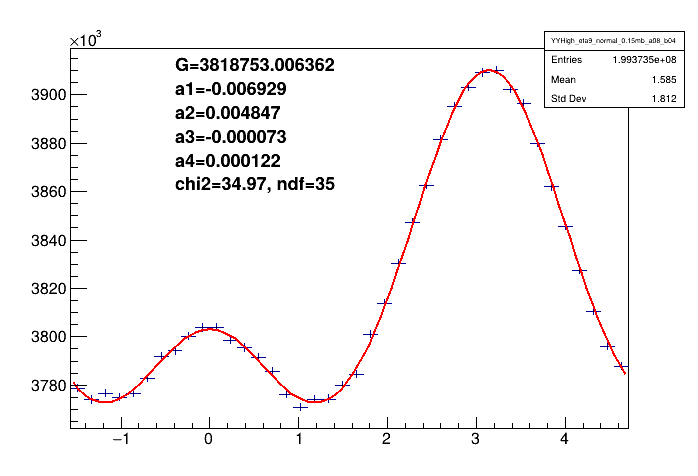 ×10³
YYHigh_eta9_normal_0.15mb_a08_b04
Entries 1.993735e+08
Mean 1.585
Std Dev 1.812
G=3818753.006362
a1=-0.006929
a2=0.004847
a3=-0.000073
a4=0.000122
chi2=34.97, ndf=35
3900
3880
3860
3840
3820
3800
3780
−1 0 1 2 3 4